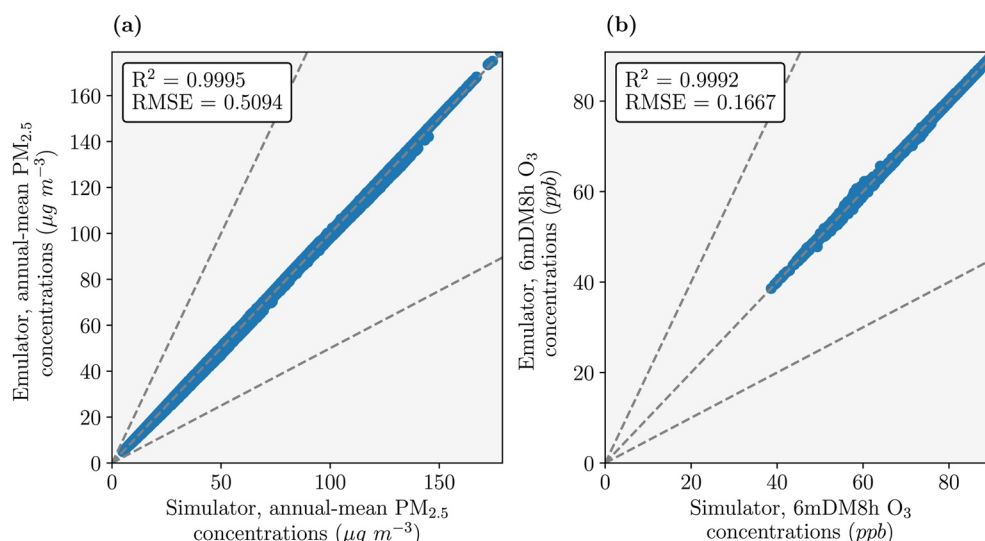 (a)
R² = 0.9995
RMSE = 0.5094
Emulator, annual-mean PM₂.₅
concentrations (μg m⁻³)
160
140
120
100
80
60
40
20
0
0 50 100 150
Simulator, annual-mean PM₂.₅
concentrations (μg m⁻³)
(b)
R² = 0.9992
RMSE = 0.1667
Emulator, 6mDM8h O₃
concentrations (ppb)
80
60
40
20
0
0 20 40 60 80
Simulator, 6mDM8h O₃
concentrations (ppb)